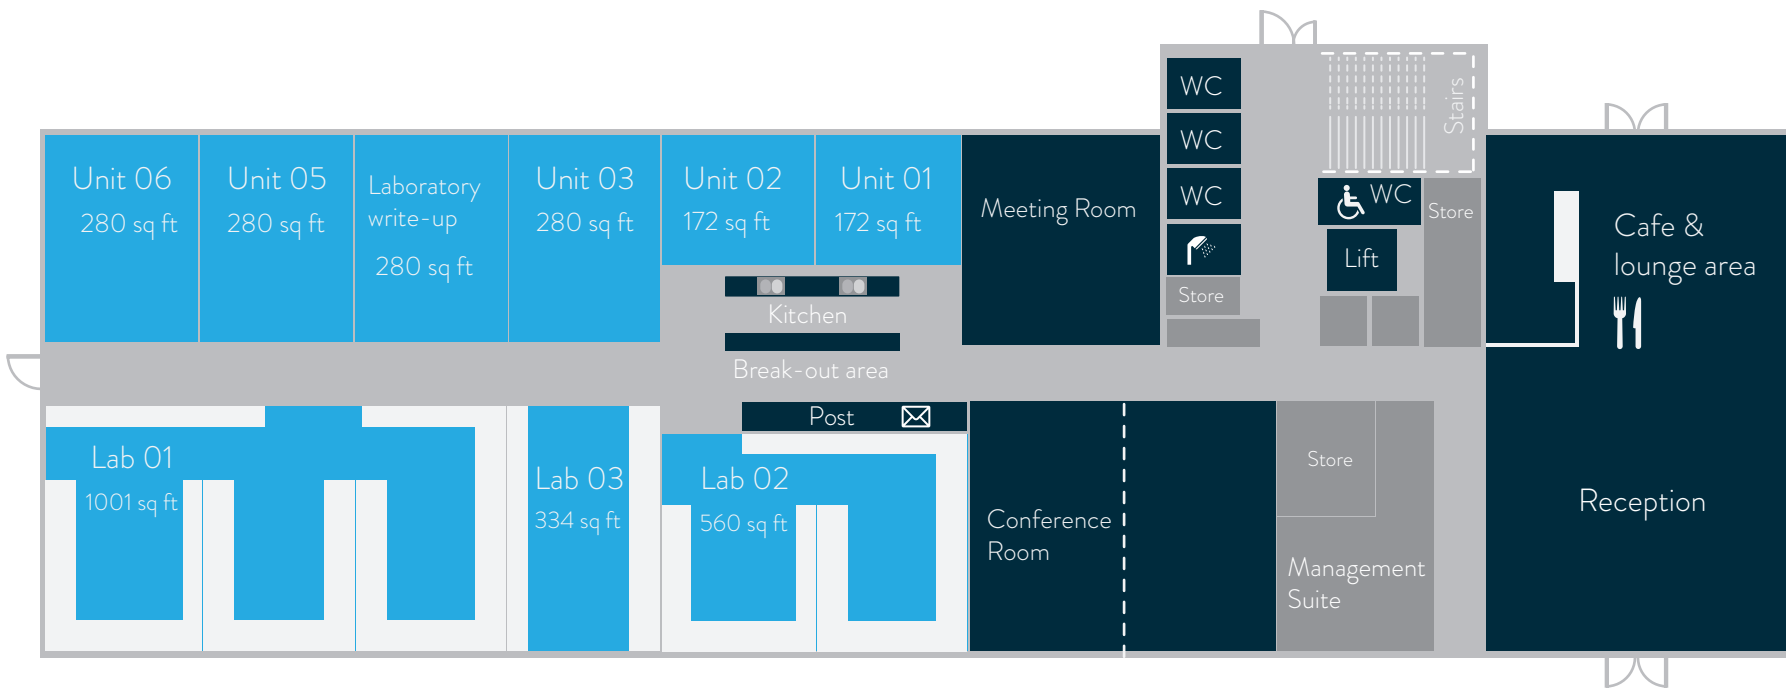 WC
WC
WC
Stairs
Unit 06
280 sq ft
Unit 05
280 sq ft
Laboratory
write-up
280 sq ft
Unit 03
280 sq ft
Unit 02
172 sq ft
Unit 01
172 sq ft
Meeting Room
WC
Store
Lift
Store
Cafe &
lounge area
Kitchen
Break-out area
Post
Lab 01
1001 sq ft
Lab 03
334 sq ft
Lab 02
560 sq ft
Conference
Room
Store
Management
Suite
Reception